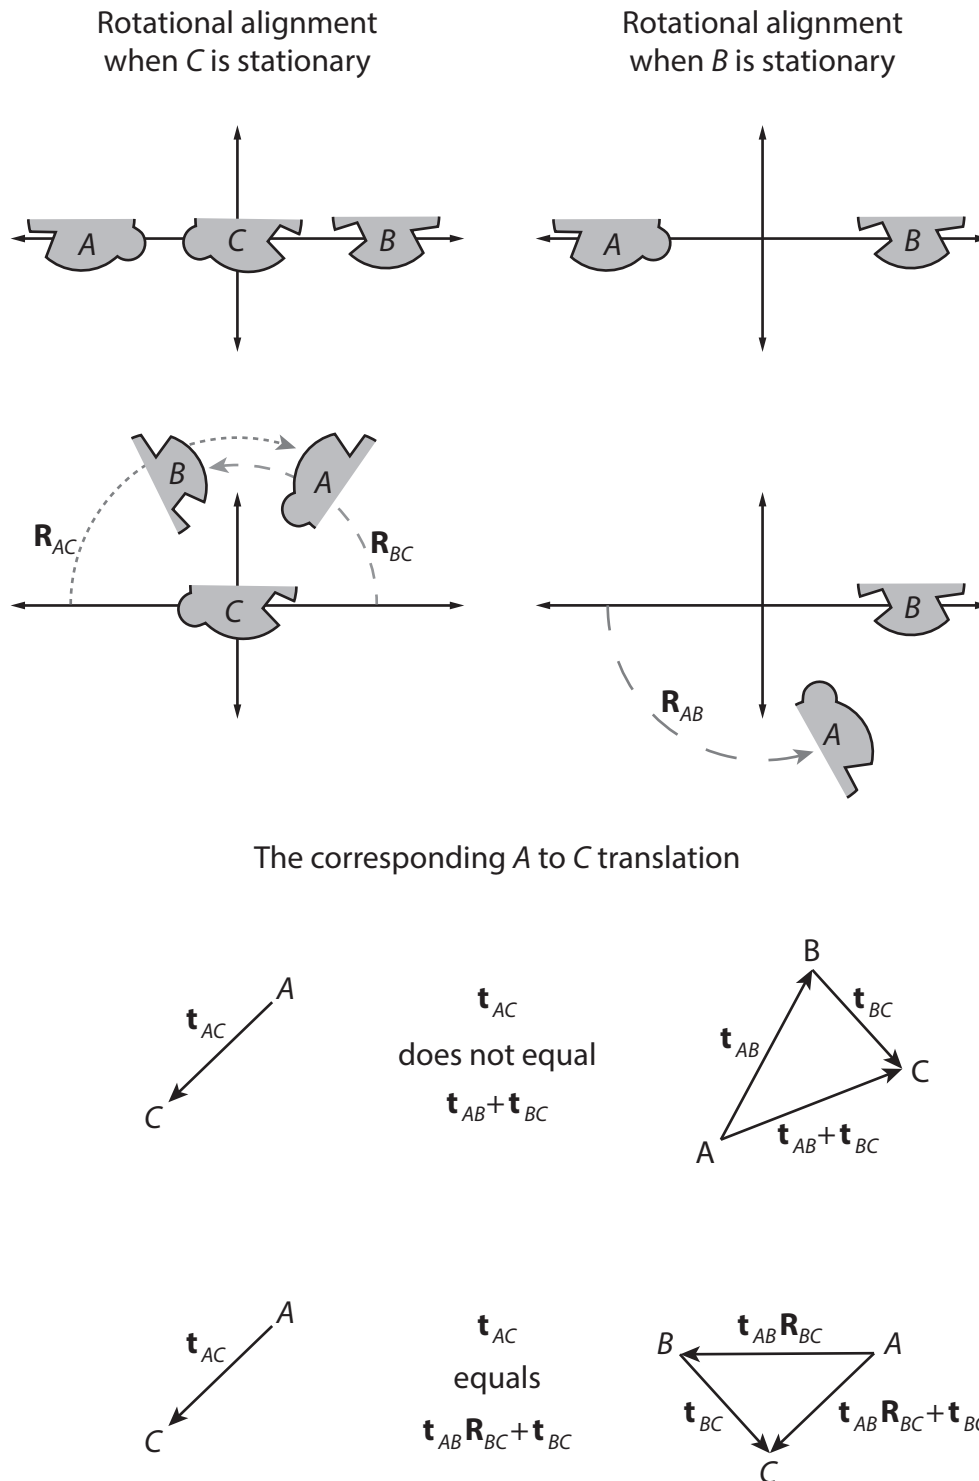 Rotational alignment
when C is stationary
Rotational alignment
when B is stationary
A
C
B
A
B
B
A
R_AC
R_BC
C
B
R_AB
A
The corresponding A to C translation
A
t_AC
C
t_AC
does not equal
t_AB+t_BC
B
t_BC
t_AB
C
t_AB+t_BC
A
A
t_AC
C
t_AC
equals
t_AB R_BC+t_BC
t_AB R_BC
B
A
t_BC
t_AB R_BC+t_BC
C